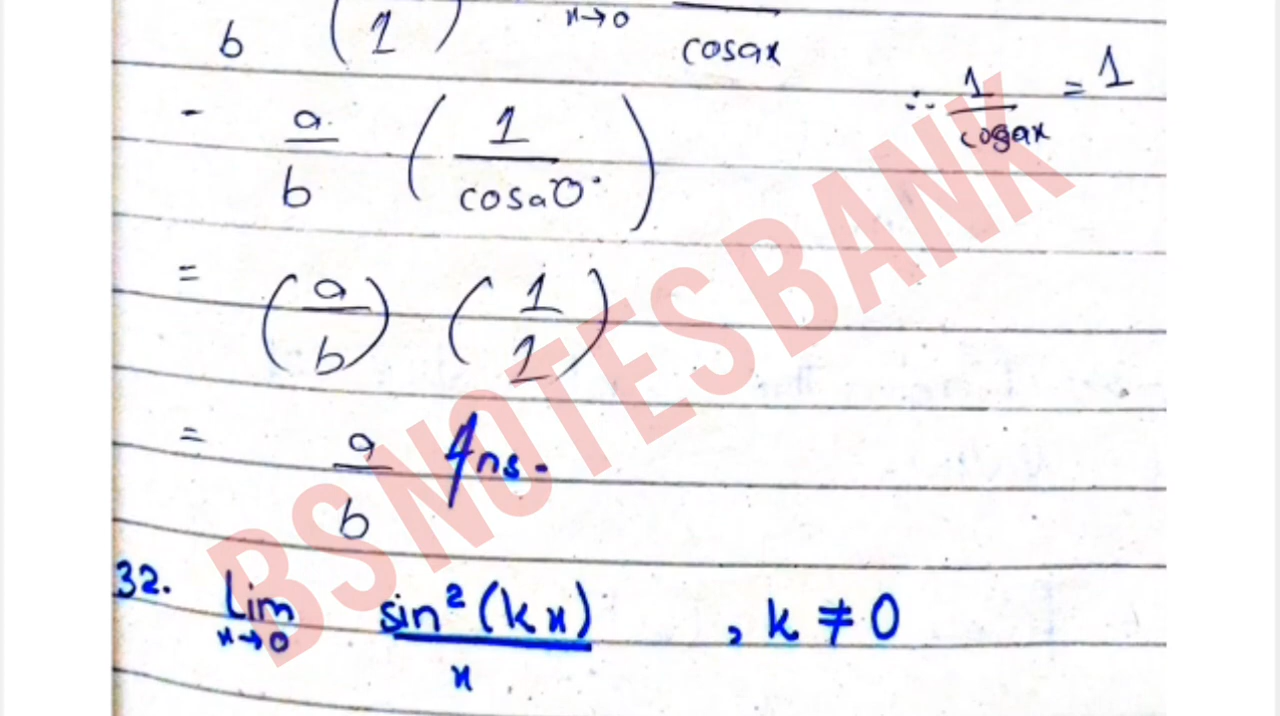 b ( 1 ) x→0 cosax
- a/b ( 1/cosa0° ) ∴ 1/cosax = 1
= (a/b) (1/1)
= a/b Ans.
32. Lim x→0 sin²(kx)/x , k ≠ 0
BSNOTESBANK